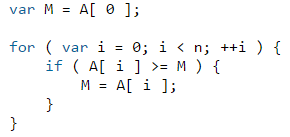 var M = A[ 0 ];

for ( var i = 0; i < n; ++i ) {
    if ( A[ i ] >= M ) {
        M = A[ i ];
    }
}